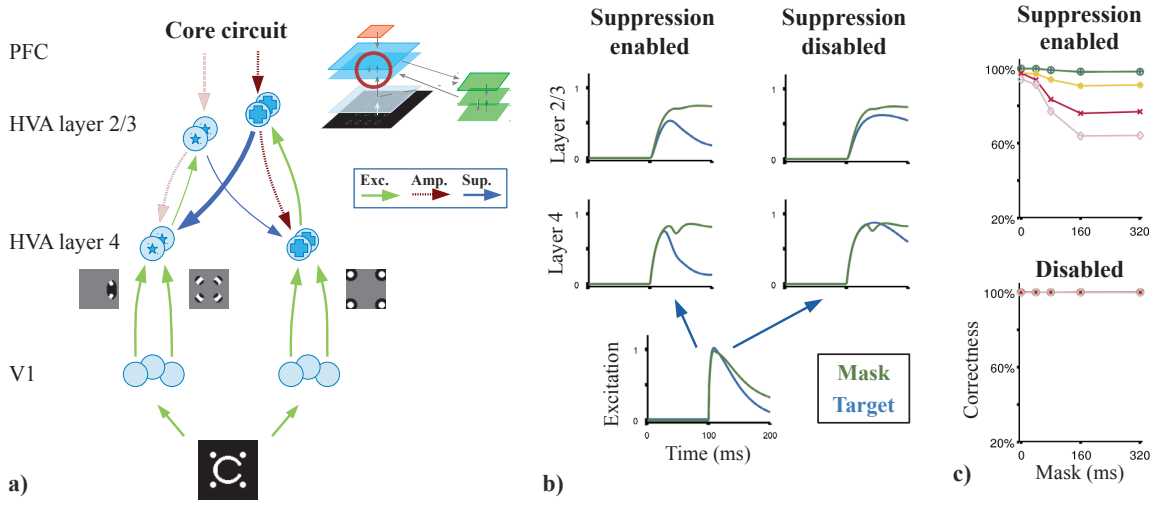 Core circuit
PFC
HVA layer 2/3
Exc. Amp. Sup.
HVA layer 4
V1
a)
Suppression enabled
Suppression disabled
Layer 2/3
1
0
1
0
Layer 4
1
0
1
0
Excitation
1
0
0 100 200
Time (ms)
Mask
Target
b)
Suppression
enabled
100%
60%
20%
0 160 320
Disabled
Correctness
100%
60%
20%
0 160 320
Mask (ms)
c)